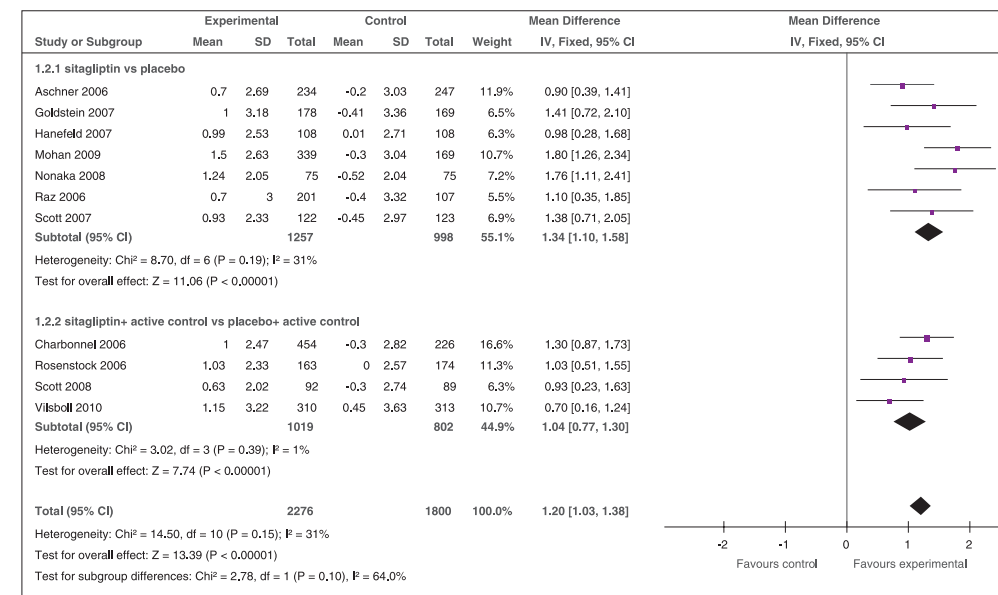 Experimental Control Mean Difference Mean Difference
Study or Subgroup Mean SD Total Mean SD Total Weight IV, Fixed, 95% CI IV, Fixed, 95% CI
1.2.1 sitagliptin vs placebo
Aschner 2006 0.7 2.69 234 -0.2 3.03 247 11.9% 0.90 [0.39, 1.41]
Goldstein 2007 1 3.18 178 -0.41 3.36 169 6.5% 1.41 [0.72, 2.10]
Hanefeld 2007 0.99 2.53 108 0.01 2.71 108 6.3% 0.98 [0.28, 1.68]
Mohan 2009 1.5 2.63 339 -0.3 3.04 169 10.7% 1.80 [1.26, 2.34]
Nonaka 2008 1.24 2.05 75 -0.52 2.04 75 7.2% 1.76 [1.11, 2.41]
Raz 2006 0.7 3 201 -0.4 3.32 107 5.5% 1.10 [0.35, 1.85]
Scott 2007 0.93 2.33 122 -0.45 2.97 123 6.9% 1.38 [0.71, 2.05]
Subtotal (95% CI) 1257 998 55.1% 1.34 [1.10, 1.58]
Heterogeneity: Chi² = 8.70, df = 6 (P = 0.19); I² = 31%
Test for overall effect: Z = 11.06 (P < 0.00001)
1.2.2 sitagliptin+ active control vs placebo+ active control
Charbonnel 2006 1 2.47 454 -0.3 2.82 226 16.6% 1.30 [0.87, 1.73]
Rosenstock 2006 1.03 2.33 163 0 2.57 174 11.3% 1.03 [0.51, 1.55]
Scott 2008 0.63 2.02 92 -0.3 2.74 89 6.3% 0.93 [0.23, 1.63]
Vilsboll 2010 1.15 3.22 310 0.45 3.63 313 10.7% 0.70 [0.16, 1.24]
Subtotal (95% CI) 1019 802 44.9% 1.04 [0.77, 1.30]
Heterogeneity: Chi² = 3.02, df = 3 (P = 0.39); I² = 1%
Test for overall effect: Z = 7.74 (P < 0.00001)
Total (95% CI) 2276 1800 100.0% 1.20 [1.03, 1.38]
Heterogeneity: Chi² = 14.50, df = 10 (P = 0.15); I² = 31%
Test for overall effect: Z = 13.39 (P < 0.00001)
Test for subgroup differences: Chi² = 2.78, df = 1 (P = 0.10), I² = 64.0%
-2 -1 0 1 2
Favours control Favours experimental